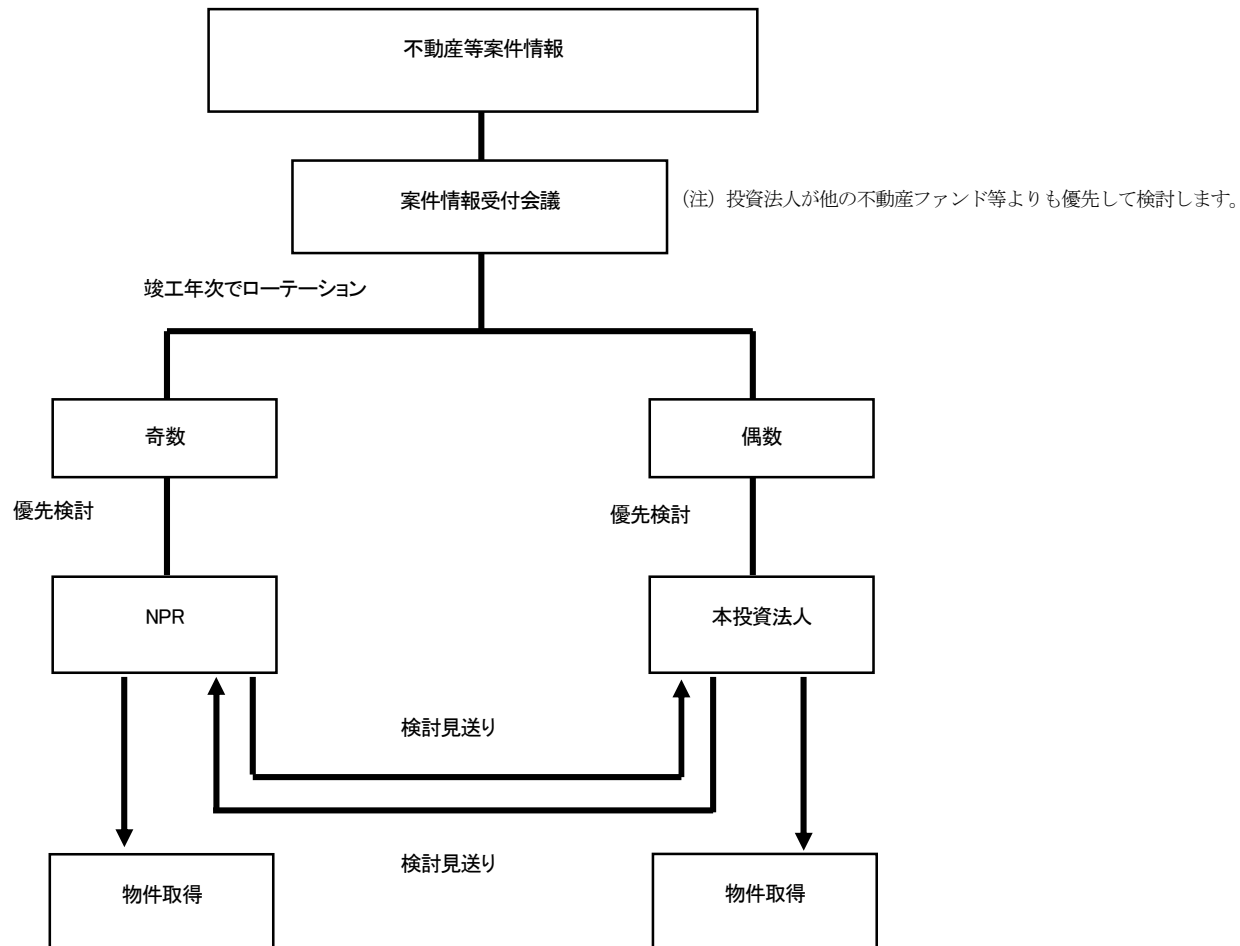 不動産等案件情報
案件情報受付会議
(注) 投資法人が他の不動産ファンド等よりも優先して検討します。
竣工年次でローテーション
奇数
偶数
優先検討
優先検討
NPR
本投資法人
検討見送り
検討見送り
物件取得
物件取得